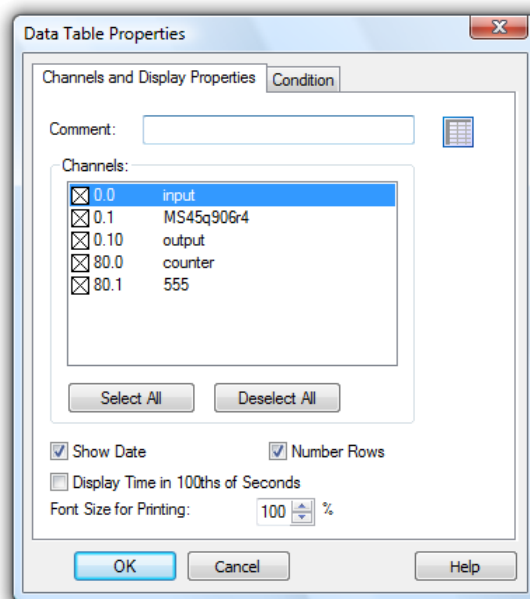 Data Table Properties
Channels and Display Properties Condition
Comment:
Channels:
0.0 input
0.1 MS45q906r4
0.10 output
80.0 counter
80.1 555
Select All Deselect All
Show Date Number Rows
Display Time in 100ths of Seconds
Font Size for Printing: 100 %
OK Cancel Help